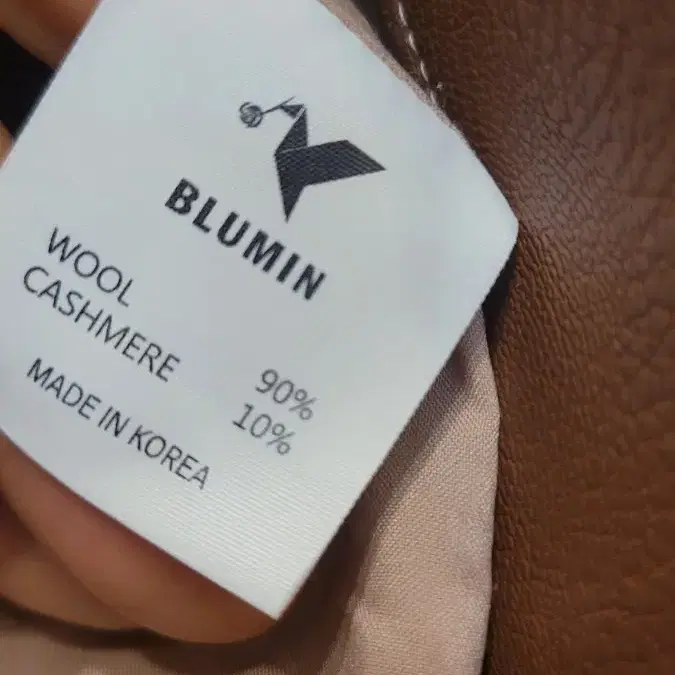 BLUMIN
WOOL 90%
CASHMERE 10%
MADE IN KOREA